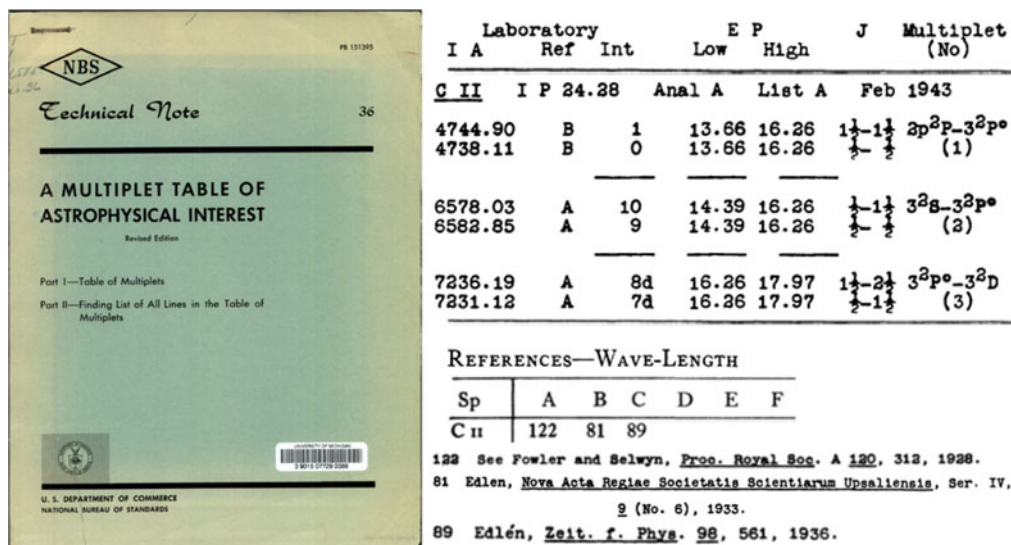 PB 151395
NBS
Technical Note
36
A MULTIPLET TABLE OF
ASTROPHYSICAL INTEREST
Revised Edition
Part I—Table of Multiplets
Part II—Finding List of All Lines in the Table of
Multiplets
UNIVERSITY OF MICHIGAN
3 9015 07729 0386
U. S. DEPARTMENT OF COMMERCE
NATIONAL BUREAU OF STANDARDS
Laboratory E P J Multiplet
I A Ref Int Low High (No)
C II I P 24.28 Anal A List A Feb 1943
4744.90 B 1 13.66 16.26 1½-1½ 2p²P-3²P°
4738.11 B 0 13.66 16.26 ½-½ (1)
6578.03 A 10 14.39 16.26 ½-1½ 3²S-3²P°
6582.85 A 9 14.39 16.26 ½-½ (2)
7236.19 A 8d 16.26 17.97 1½-2½ 3²P°-3²D
7231.12 A 7d 16.26 17.97 ½-1½ (3)
REFERENCES—WAVE-LENGTH
Sp A B C D E F
C II 122 81 89
122 See Fowler and Selwyn, Proc. Royal Soc. A 120, 312, 1928.
81 Edlen, Nova Acta Regiae Societatis Scientiarum Upsaliensis, Ser. IV,
9 (No. 6), 1933.
89 Edlén, Zeit. f. Phys. 98, 561, 1936.